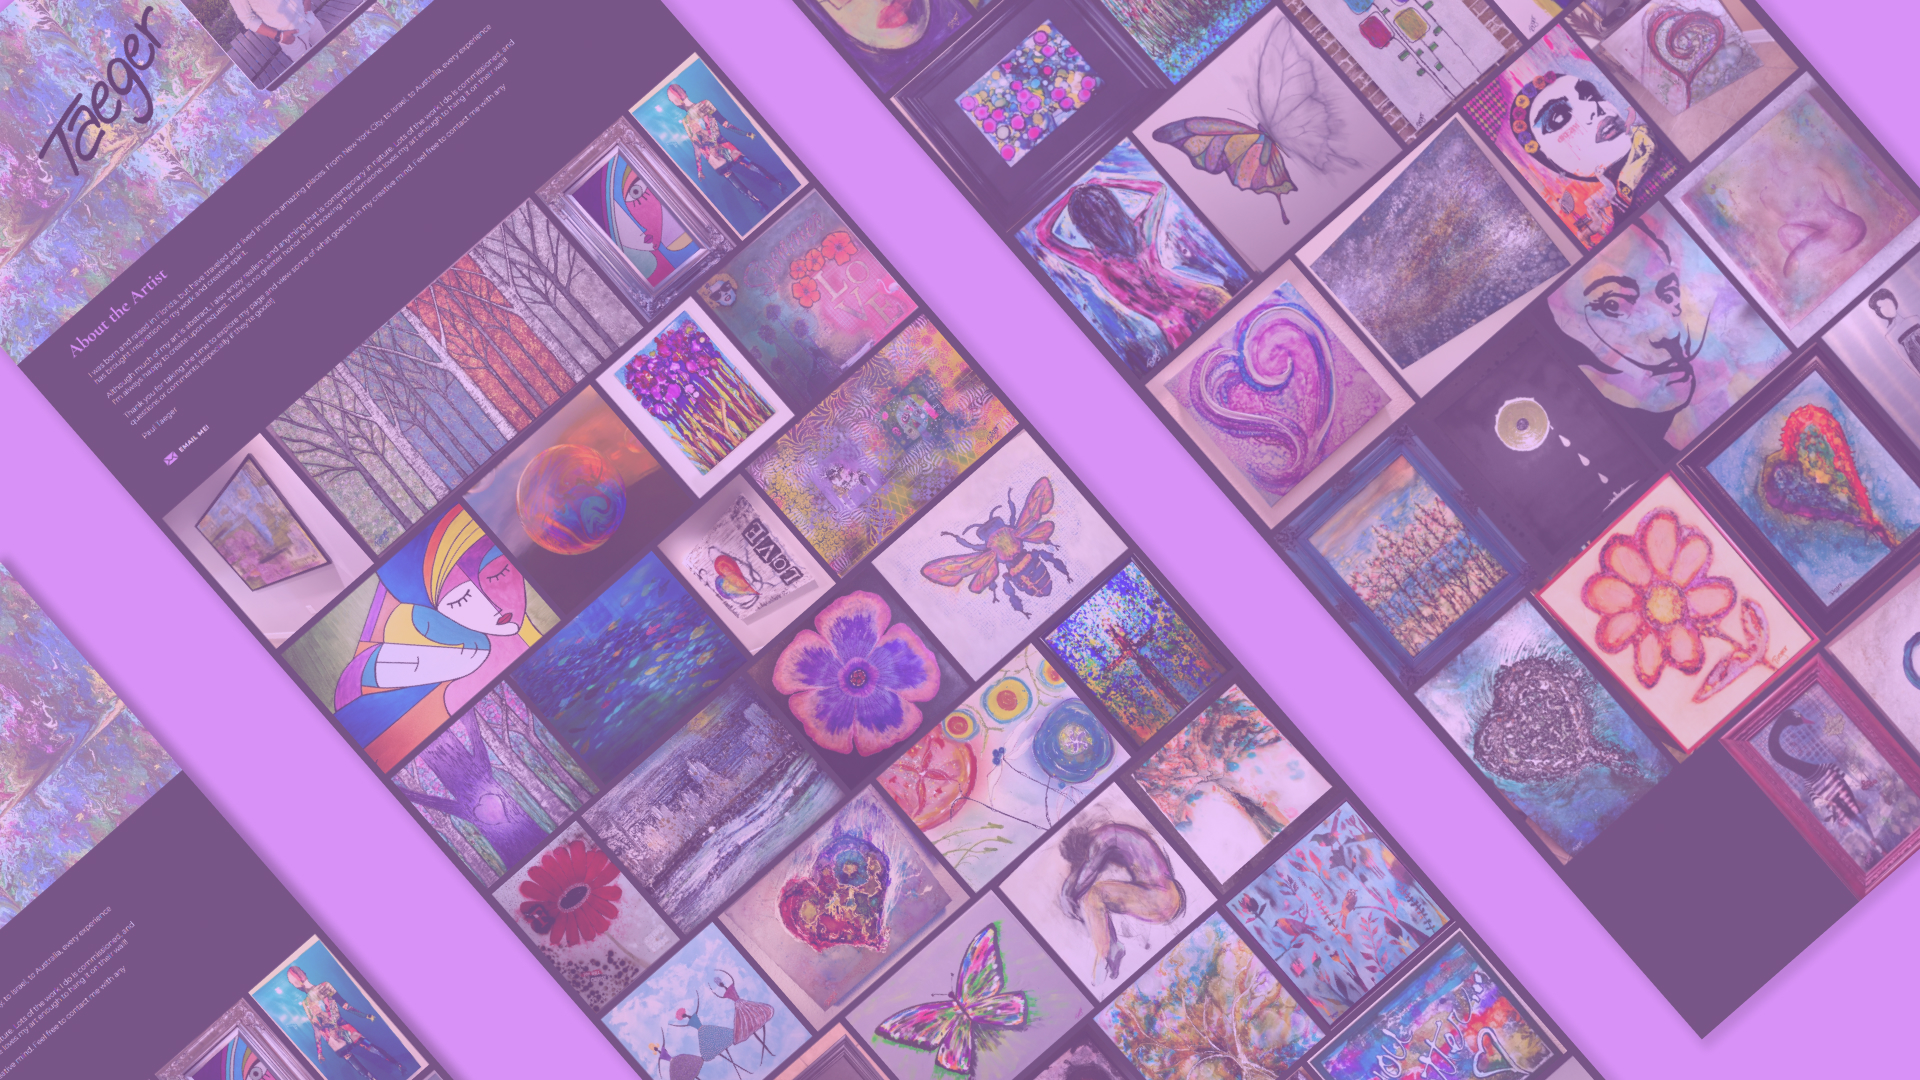 Taeger
About the Artist
I was born and raised in Florida, but have traveled and lived in some amazing places. From New York City, to Israel, to Australia, every experience
has brought inspiration to my work and creative spirit.
Although much of my art is abstract, I also enjoy realism, and anything that is contemporary in nature. Lots of the work I do is commissioned, and
I'm always happy to create upon request. There is no greater honor than knowing that someone loves my art enough to hang it on their wall!
Thank you for taking the time to explore my page and view some of what goes on in my creative mind. Feel free to contact me with any
questions or comments (especially if they're good)!
Paul Taeger
EMAIL ME!
LO
VE
LOVE
to Israel, to Australia, every experience
Lots of the work I do is commissioned, and
loves my art enough to hang it on their wall!
creative mind. Feel free to contact me with any